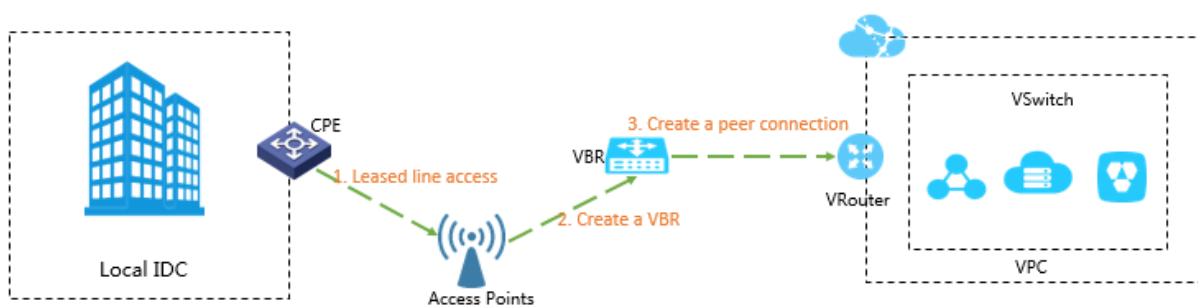 CPE
1. Leased line access
Local IDC
Access Points
2. Create a VBR
VBR
3. Create a peer connection
VRouter
VSwitch
VPC